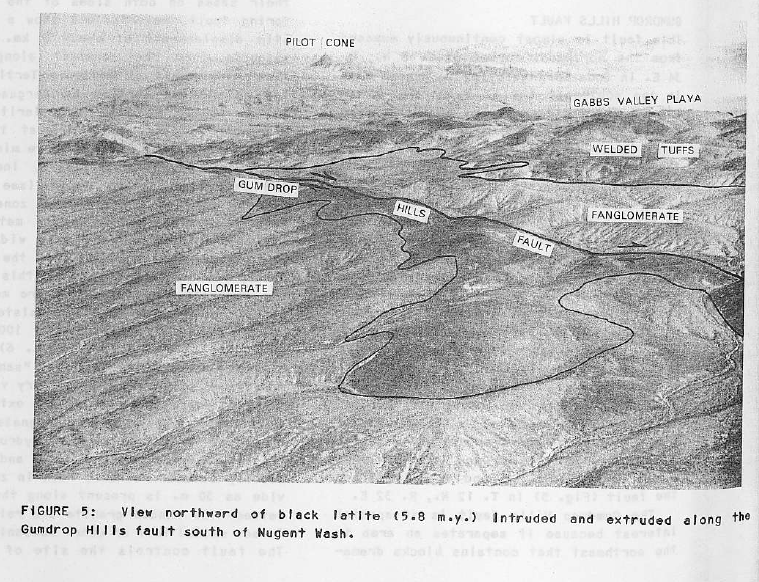 PILOT CONE
GABBS VALLEY PLAYA
WELDED TUFFS
GUM DROP
HILLS
FANGLOMERATE
FAULT
FANGLOMERATE
FIGURE 5: View northward of black latite (5.8 m.y.) intruded and extruded along the
Gumdrop Hills fault south of Nugent Wash.